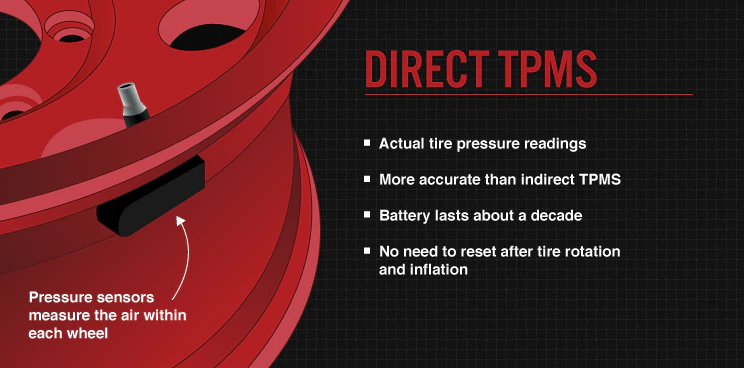 DIRECT TPMS
Actual tire pressure readings
More accurate than indirect TPMS
Battery lasts about a decade
No need to reset after tire rotation
and inflation
Pressure sensors
measure the air within
each wheel